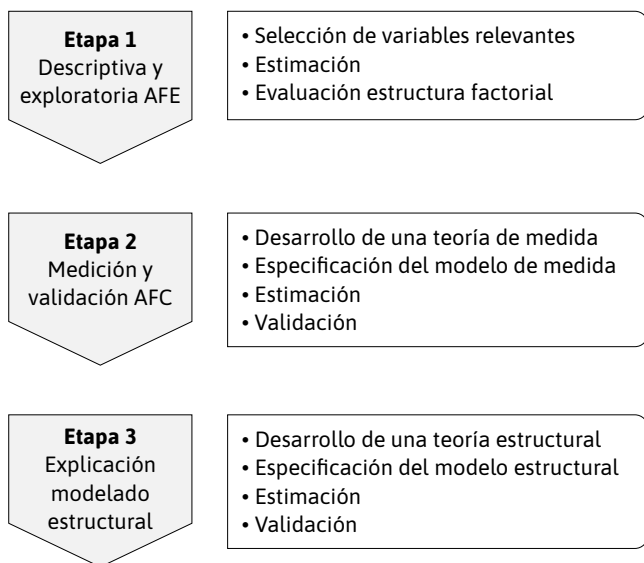 Etapa 1
Descriptiva y
exploratoria AFE
• Selección de variables relevantes
• Estimación
• Evaluación estructura factorial
Etapa 2
Medición y
validación AFC
• Desarrollo de una teoría de medida
• Especificación del modelo de medida
• Estimación
• Validación
Etapa 3
Explicación
modelado
estructural
• Desarrollo de una teoría estructural
• Especificación del modelo estructural
• Estimación
• Validación